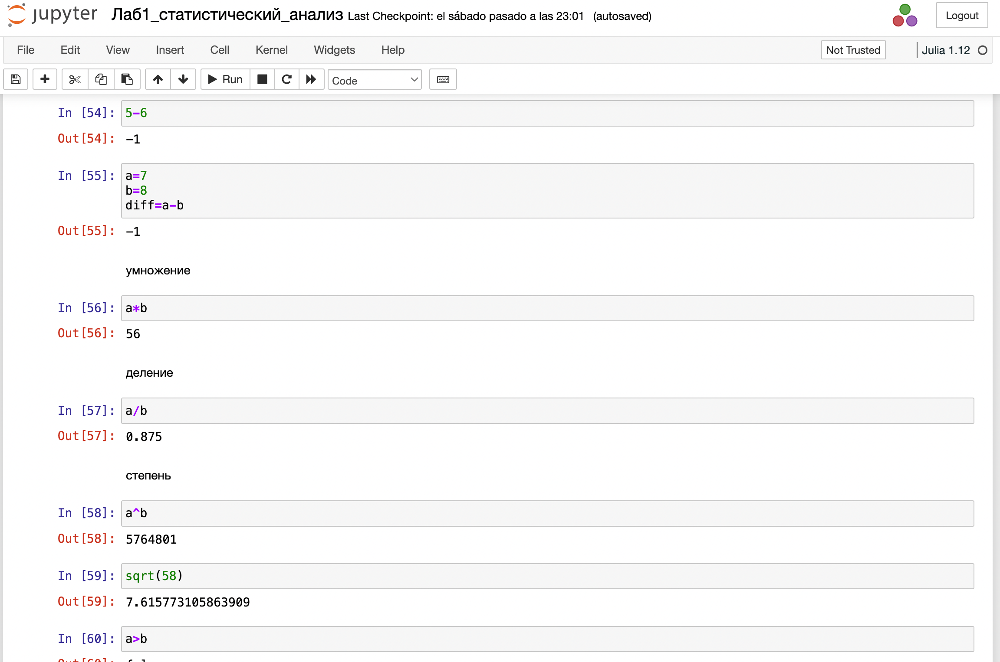 jupyter Лаб1_статистический_анализ Last Checkpoint: el sábado pasado a las 23:01 (autosaved) Logout
File Edit View Insert Cell Kernel Widgets Help Not Trusted Julia 1.12
Run Code
In [54]: 5-6
Out[54]: -1
In [55]: a=7
b=8
diff=a-b
Out[55]: -1
умножение
In [56]: a*b
Out[56]: 56
деление
In [57]: a/b
Out[57]: 0.875
степень
In [58]: a^b
Out[58]: 5764801
In [59]: sqrt(58)
Out[59]: 7.615773105863909
In [60]: a>b
Out[60]: